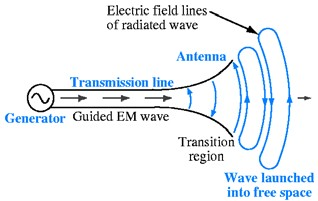 Electric field lines
of radiated wave
Antenna
Transmission line
Generator
Guided EM wave
Transition
region
Wave launched
into free space